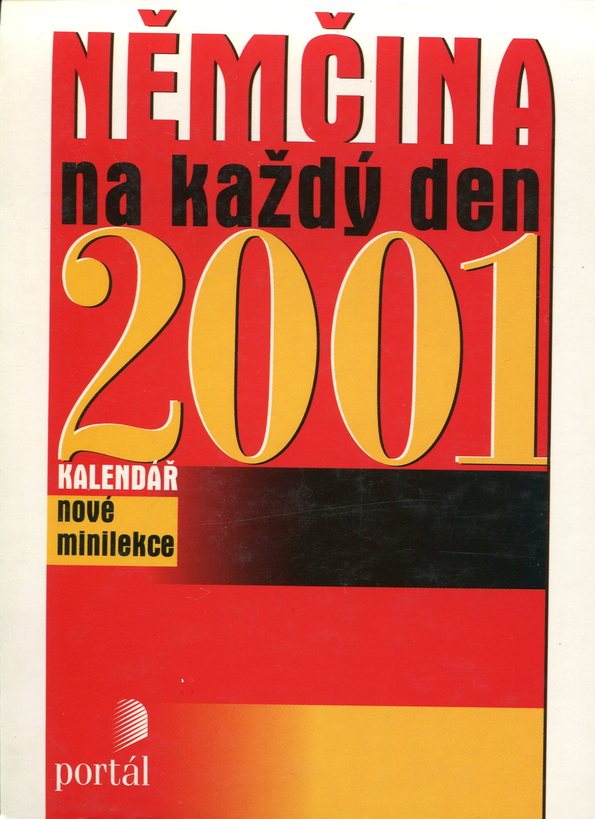 NĚMČINA
na každý den
2001
KALENDÁŘ
nové
minilekce
portál